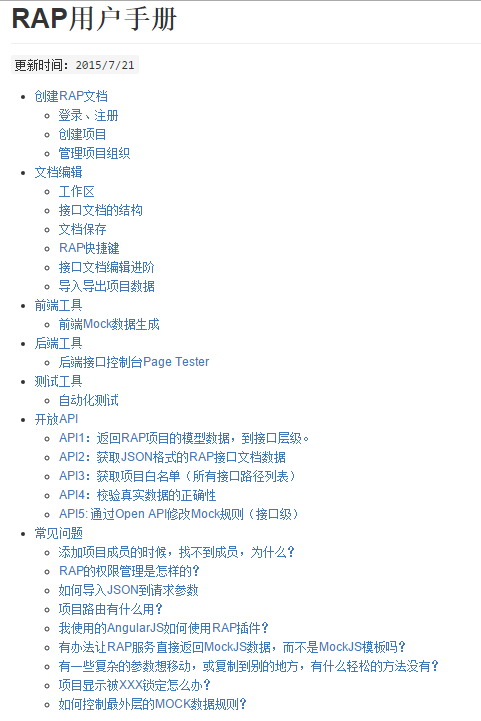 RAP用户手册
更新时间：2015/7/21
创建RAP文档
登录、注册
创建项目
管理项目组织
文档编辑
工作区
接口文档的结构
文档保存
RAP快捷键
接口文档编辑进阶
导入导出项目数据
前端工具
前端Mock数据生成
后端工具
后端接口控制台Page Tester
测试工具
自动化测试
开放API
API1：返回RAP项目的模型数据，到接口层级。
API2：获取JSON格式的RAP接口文档数据
API3：获取项目白名单（所有接口路径列表）
API4：校验真实数据的正确性
API5: 通过Open API修改Mock规则（接口级）
常见问题
添加项目成员的时候，找不到成员，为什么？
RAP的权限管理是怎样的？
如何导入JSON到请求参数
项目路由有什么用？
我使用的AngularJS如何使用RAP插件？
有办法让RAP服务直接返回MockJS数据，而不是MockJS模板吗？
有一些复杂的参数想移动，或复制到别的地方，有什么轻松的方法没有？
项目显示被XXX锁定怎么办？
如何控制最外层的MOCK数据规则？